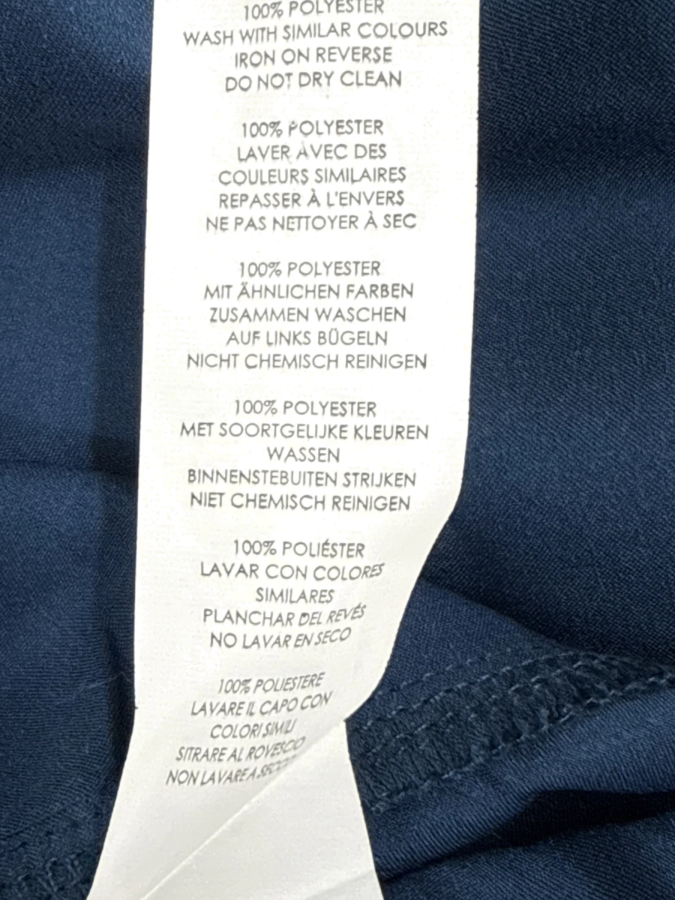 100% POLYESTER
WASH WITH SIMILAR COLOURS
IRON ON REVERSE
DO NOT DRY CLEAN
100% POLYESTER
LAVER AVEC DES
COULEURS SIMILAIRES
REPASSER À L'ENVERS
NE PAS NETTOYER À SEC
100% POLYESTER
MIT ÄHNLICHEN FARBEN
ZUSAMMEN WASCHEN
AUF LINKS BÜGELN
NICHT CHEMISCH REINIGEN
100% POLYESTER
MET SOORTGELIJKE KLEUREN
WASSEN
BINNENSTEBUITEN STRIJKEN
NIET CHEMISCH REINIGEN
100% POLIÉSTER
LAVAR CON COLORES
SIMILARES
PLANCHAR DEL REVÉS
NO LAVAR EN SECO
100% POLIESTERE
LAVARE IL CAPO CON
COLORI SIMILI
STIRARE AL ROVESCIO
NON LAVARE A SECCO